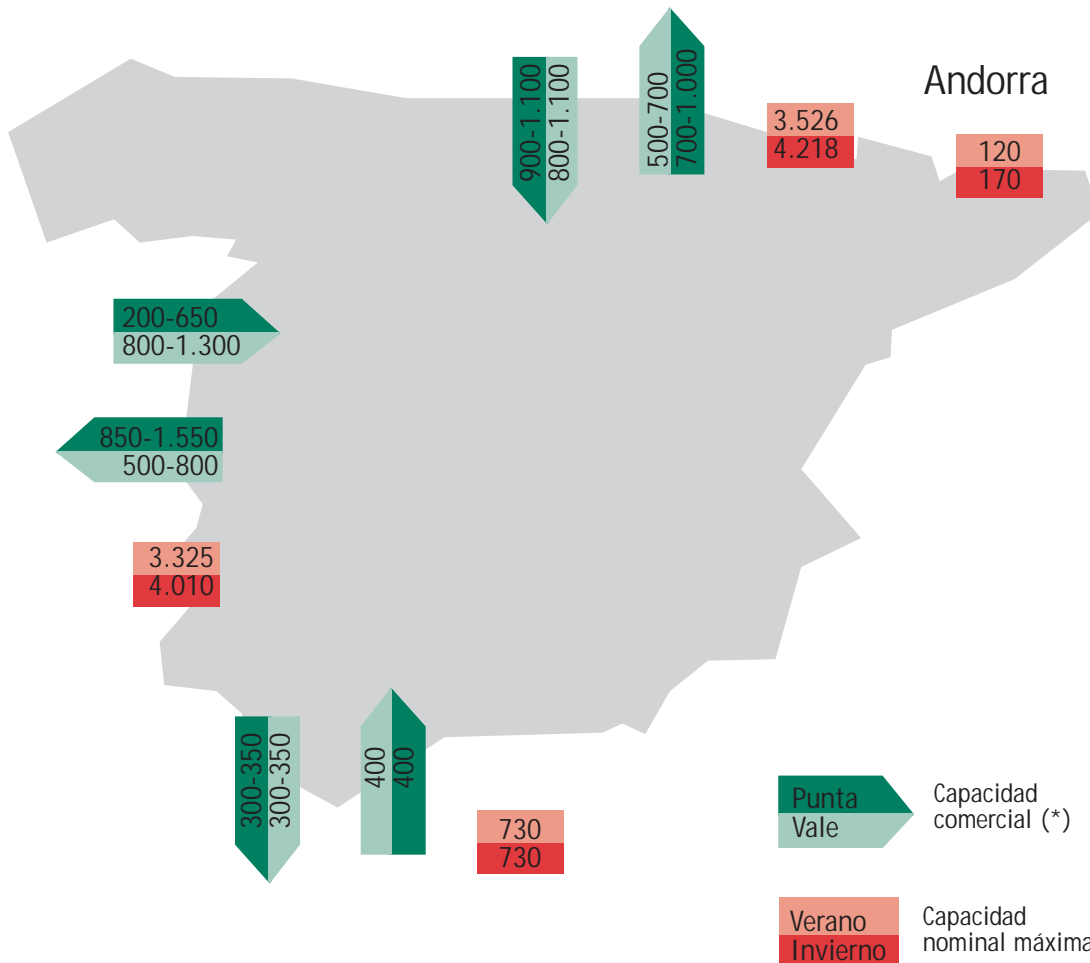 900-1.100
800-1.100
500-700
700-1.000
Andorra
3.526
4.218
120
170
200-650
800-1.300
850-1.550
500-800
3.325
4.010
300-350
300-350
400
400
730
730
Punta
Vale
Capacidad
comercial (*)
Verano
Invierno
Capacidad
nominal máxima